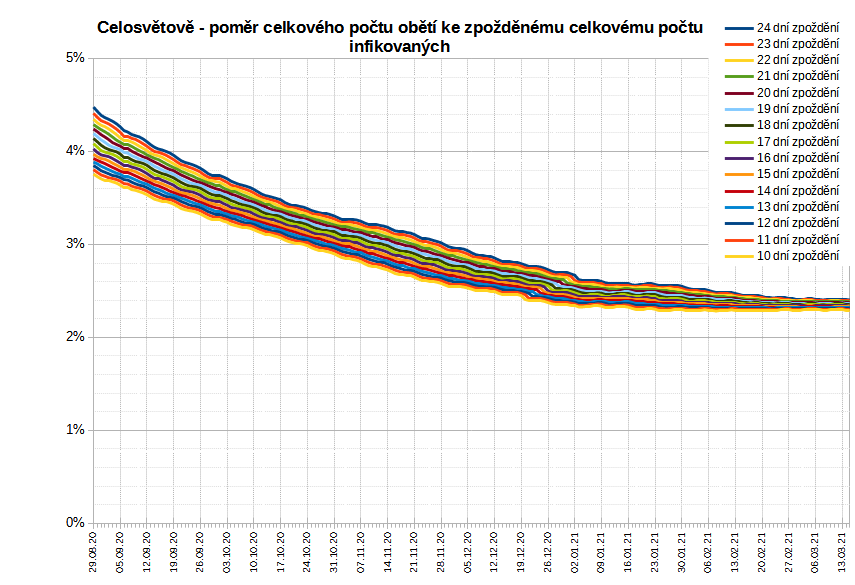 Celosvětově - poměr celkového počtu obětí ke zpožděnému celkovému počtu
infikovaných
24 dní zpoždění
23 dní zpoždění
22 dní zpoždění
21 dní zpoždění
20 dní zpoždění
19 dní zpoždění
18 dní zpoždění
17 dní zpoždění
16 dní zpoždění
15 dní zpoždění
14 dní zpoždění
13 dní zpoždění
12 dní zpoždění
11 dní zpoždění
10 dní zpoždění
5%
4%
3%
2%
1%
0%
29.08.20
05.09.20
12.09.20
19.09.20
26.09.20
03.10.20
10.10.20
17.10.20
24.10.20
31.10.20
07.11.20
14.11.20
21.11.20
28.11.20
05.12.20
12.12.20
19.12.20
26.12.20
02.01.21
09.01.21
16.01.21
23.01.21
30.01.21
06.02.21
13.02.21
20.02.21
27.02.21
06.03.21
13.03.21